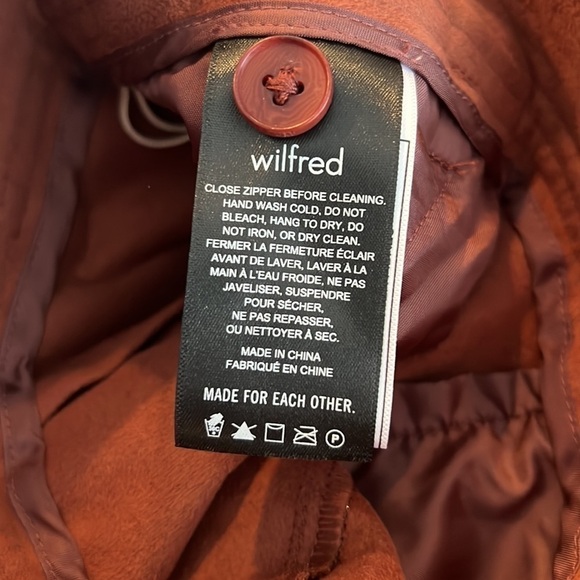 wilfred
CLOSE ZIPPER BEFORE CLEANING.
HAND WASH COLD, DO NOT
BLEACH, HANG TO DRY, DO
NOT IRON, OR DRY CLEAN.
FERMER LA FERMETURE ÉCLAIR
AVANT DE LAVER, LAVER À LA
MAIN À L'EAU FROIDE, NE PAS
JAVELISER, SUSPENDRE
POUR SÉCHER,
NE PAS REPASSER,
OU NETTOYER À SEC.
MADE IN CHINA
FABRIQUÉ EN CHINE
MADE FOR EACH OTHER.
30C P